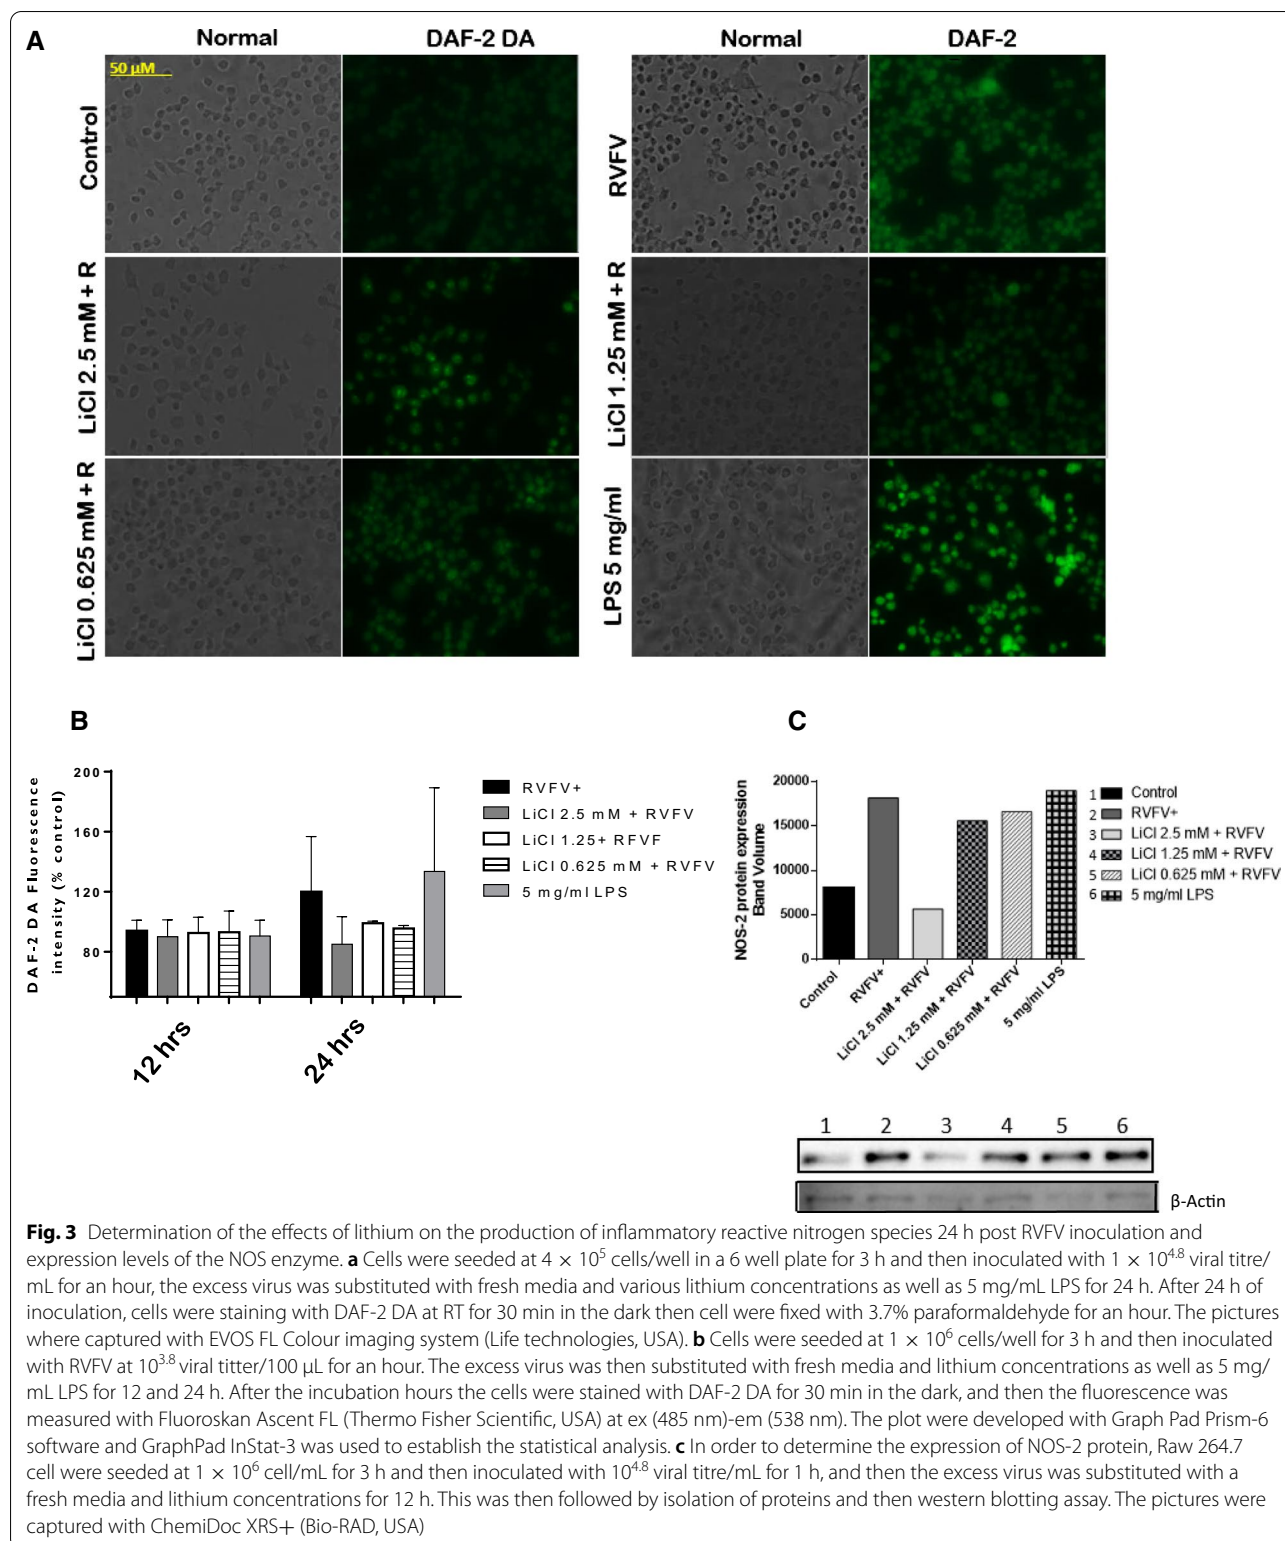 A
Normal
DAF-2 DA
Normal
DAF-2
50 µM
Control
RVFV
LiCl 2.5 mM + R
LiCl 1.25 mM + R
LiCl 0.625 mM + R
LPS 5 mg/ml
B
DAF-2 DA Fluorescence
intensity (% control)
200
160
120
80
12 hrs
24 hrs
RVFV+
LiCl 2.5 mM + RVFV
LiCl 1.25+ RFVF
LiCl 0.625 mM + RVFV
5 mg/ml LPS
C
NOS-2 protein expression
Band Volume
20000
15000
10000
5000
0
Control
RVFV+
LiCl 2.5 mM + RVFV
LiCl 1.25 mM + RVFV
LiCl 0.625 mM + RVFV
5 mg/ml LPS
1 Control
2 RVFV+
3 LiCl 2.5 mM + RVFV
4 LiCl 1.25 mM + RVFV
5 LiCl 0.625 mM + RVFV
6 5 mg/ml LPS
1 2 3 4 5 6
β-Actin
Fig. 3 Determination of the effects of lithium on the production of inflammatory reactive nitrogen species 24 h post RVFV inoculation and
expression levels of the NOS enzyme. a Cells were seeded at 4 × 10⁵ cells/well in a 6 well plate for 3 h and then inoculated with 1 × 10⁴·⁸ viral titre/
mL for an hour, the excess virus was substituted with fresh media and various lithium concentrations as well as 5 mg/mL LPS for 24 h. After 24 h of
inoculation, cells were staining with DAF-2 DA at RT for 30 min in the dark then cell were fixed with 3.7% paraformaldehyde for an hour. The pictures
where captured with EVOS FL Colour imaging system (Life technologies, USA). b Cells were seeded at 1 × 10⁶ cells/well for 3 h and then inoculated
with RVFV at 10³·⁸ viral titter/100 µL for an hour. The excess virus was then substituted with fresh media and lithium concentrations as well as 5 mg/
mL LPS for 12 and 24 h. After the incubation hours the cells were stained with DAF-2 DA for 30 min in the dark, and then the fluorescence was
measured with Fluoroskan Ascent FL (Thermo Fisher Scientific, USA) at ex (485 nm)-em (538 nm). The plot were developed with Graph Pad Prism-6
software and GraphPad InStat-3 was used to establish the statistical analysis. c In order to determine the expression of NOS-2 protein, Raw 264.7
cell were seeded at 1 × 10⁶ cell/mL for 3 h and then inoculated with 10⁴·⁸ viral titre/mL for 1 h, and then the excess virus was substituted with a
fresh media and lithium concentrations for 12 h. This was then followed by isolation of proteins and then western blotting assay. The pictures were
captured with ChemiDoc XRS+ (Bio-RAD, USA)